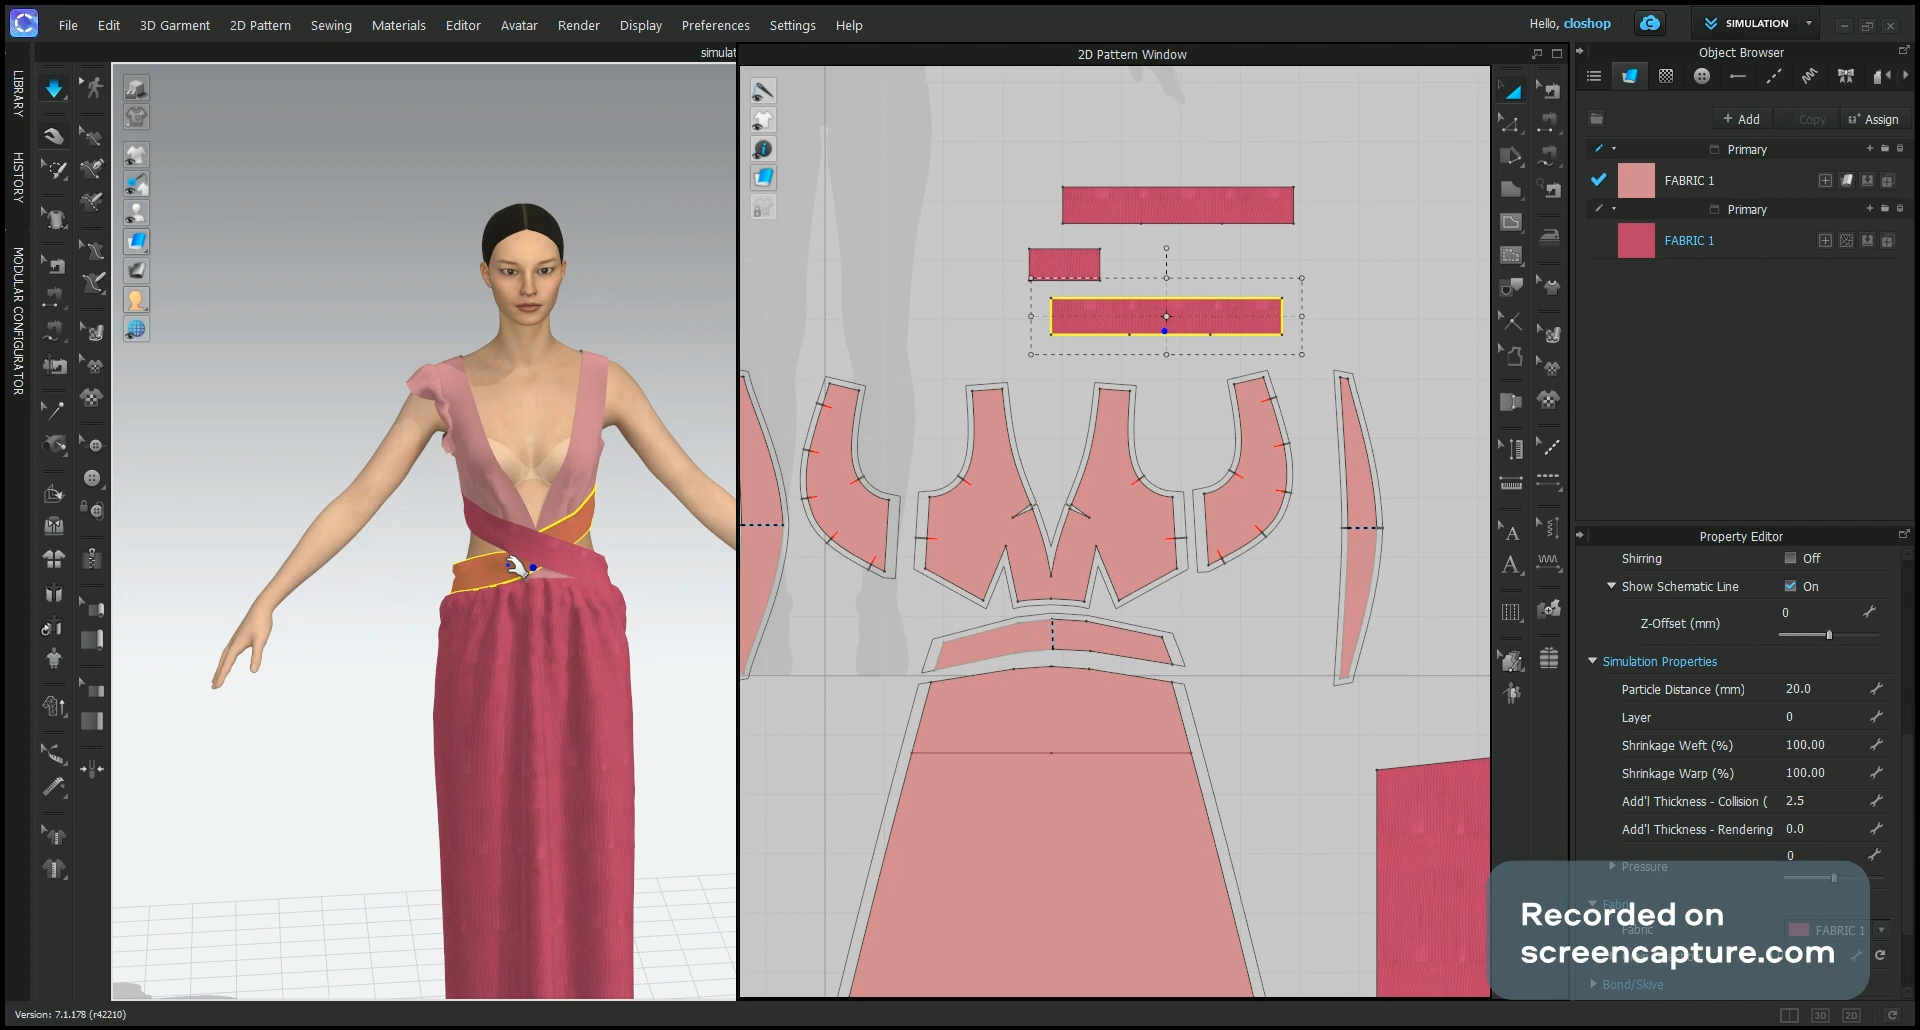 File Edit 3D Garment 2D Pattern Sewing Materials Editor Avatar Render Display Preferences Settings Help
Hello, closhop
SIMULATION
simulat
2D Pattern Window
Object Browser
LIBRARY
HISTORY
MODULAR CONFIGURATOR
+ Add
Copy
Assign
Primary
FABRIC 1
Primary
FABRIC 1
Property Editor
Shirring Off
Show Schematic Line On
0
Z-Offset (mm)
Simulation Properties
Particle Distance (mm) 20.0
Layer 0
Shrinkage Weft (%) 100.00
Shrinkage Warp (%) 100.00
Add'l Thickness - Collision ( 2.5
Add'l Thickness - Rendering 0.0
0
Pressure
Fabric FABRIC 1
Recorded on
screencapture.com
Bond/Skive
Version: 7.1.178 (r42210)
3D 2D